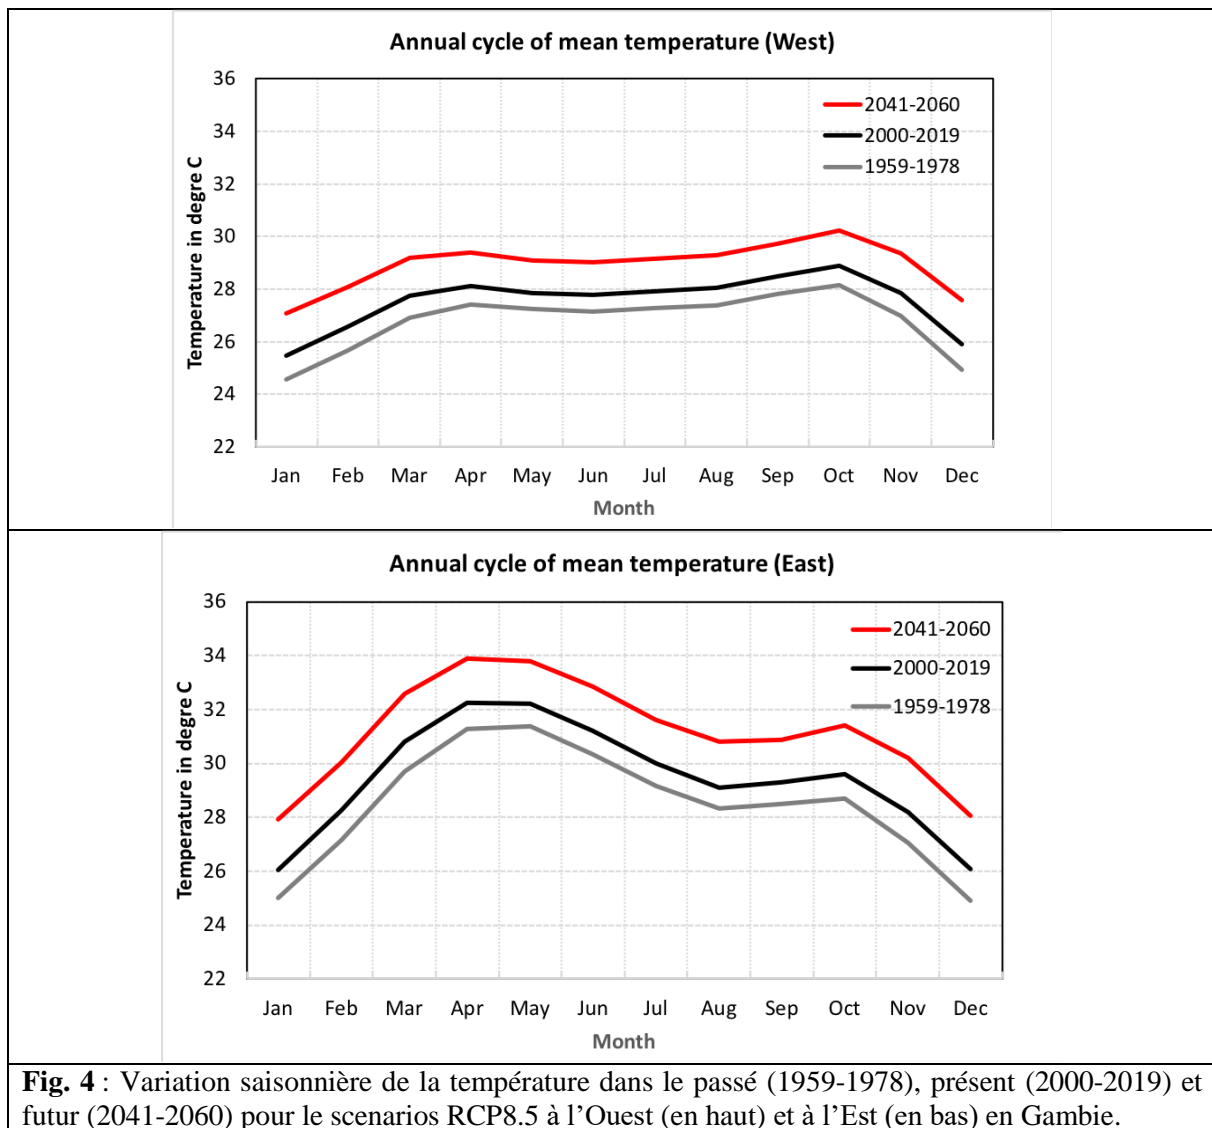 Annual cycle of mean temperature (West)
36
34
32
30
28
26
24
22
Temperature in degre C
2041-2060
2000-2019
1959-1978
Jan Feb Mar Apr May Jun Jul Aug Sep Oct Nov Dec
Month
Annual cycle of mean temperature (East)
36
34
32
30
28
26
24
22
Temperature in degre C
2041-2060
2000-2019
1959-1978
Jan Feb Mar Apr May Jun Jul Aug Sep Oct Nov Dec
Month
Fig. 4 : Variation saisonnière de la température dans le passé (1959-1978), présent (2000-2019) et
futur (2041-2060) pour le scenarios RCP8.5 à l’Ouest (en haut) et à l’Est (en bas) en Gambie.